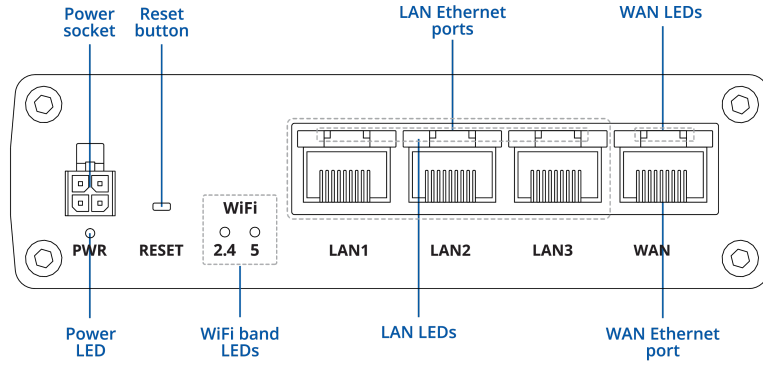 Power
socket
Reset
button
LAN Ethernet
ports
WAN LEDs
WiFi
2.4 5
PWR
RESET
LAN1
LAN2
LAN3
WAN
Power
LED
WiFi band
LEDs
LAN LEDs
WAN Ethernet
port